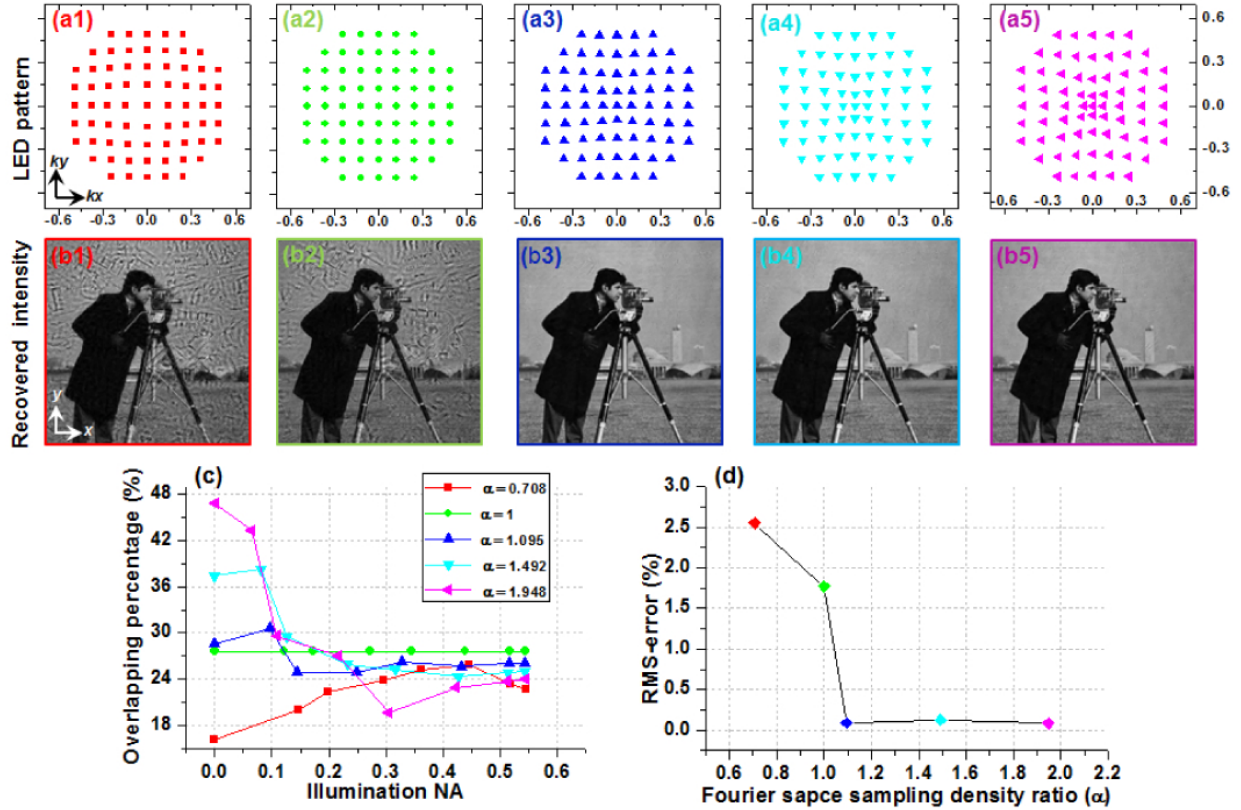 LED pattern
(a1)
(a2)
(a3)
(a4)
(a5)
0.6
0.3
0.0
-0.3
-0.6
ky
kx
-0.6 -0.3 0.0 0.3 0.6
-0.6 -0.3 0.0 0.3 0.6
-0.6 -0.3 0.0 0.3 0.6
-0.6 -0.3 0.0 0.3 0.6
-0.6 -0.3 0.0 0.3 0.6
Recovered intensity
(b1)
(b2)
(b3)
(b4)
(b5)
y
x
(c)
Overlapping percentage (%)
48
42
36
30
24
18
α=0.708
α=1
α=1.095
α=1.492
α=1.948
0.0 0.1 0.2 0.3 0.4 0.5 0.6
Illumination NA
(d)
RMS-error (%)
3.0
2.5
2.0
1.5
1.0
0.5
0.0
0.6 0.8 1.0 1.2 1.4 1.6 1.8 2.0 2.2
Fourier sapce sampling density ratio (α)